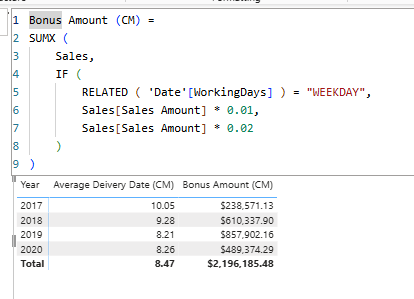 1 Bonus Amount (CM) =
2 SUMX (
3 Sales,
4 IF (
5 RELATED ( 'Date'[WorkingDays] ) = "WEEKDAY",
6 Sales[Sales Amount] * 0.01,
7 Sales[Sales Amount] * 0.02
8 )
9 )
Year Average Deivery Date (CM) Bonus Amount (CM)
2017 10.05 $238,571.13
2018 9.28 $610,337.90
2019 8.21 $857,902.16
2020 8.26 $489,374.29
Total 8.47 $2,196,185.48